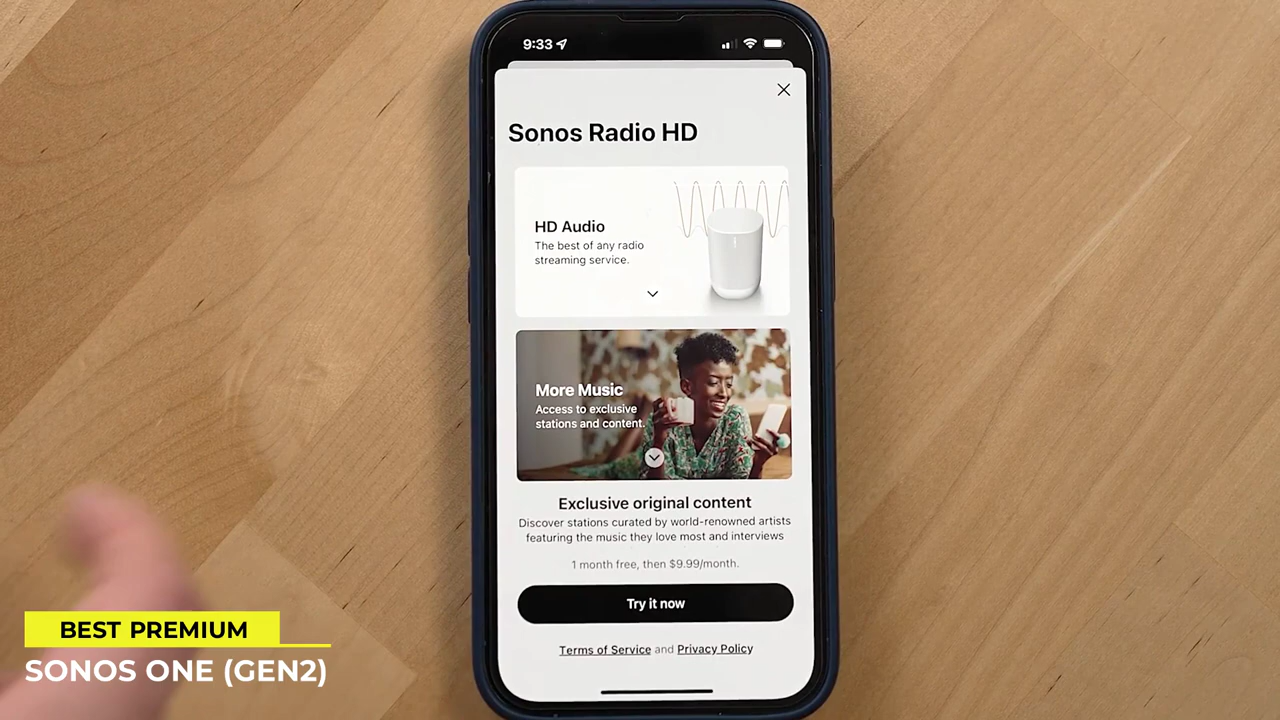 9:33
Sonos Radio HD
HD Audio
The best of any radio
streaming service.
More Music
Access to exclusive
stations and content.
Exclusive original content
Discover stations curated by world-renowned artists
featuring the music they love most and interviews
1 month free, then $9.99/month.
Try it now
Terms of Service and Privacy Policy
BEST PREMIUM
SONOS ONE (GEN2)